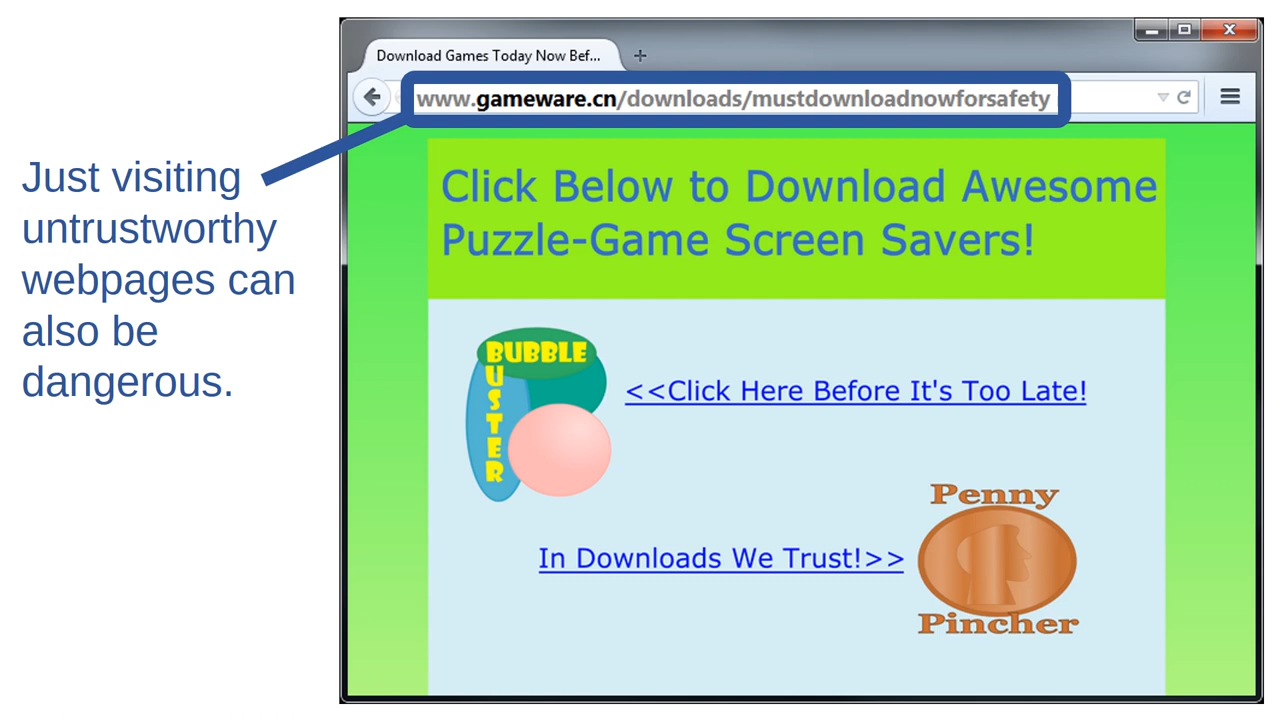 Download Games Today Now Bef...
www.gameware.cn/downloads/mustdownloadnowforsafety
Just visiting
untrustworthy
webpages can
also be
dangerous.
Click Below to Download Awesome
Puzzle-Game Screen Savers!
BUBBLE
BUSTER
<<Click Here Before It's Too Late!
Penny
In Downloads We Trust!>>
Pincher